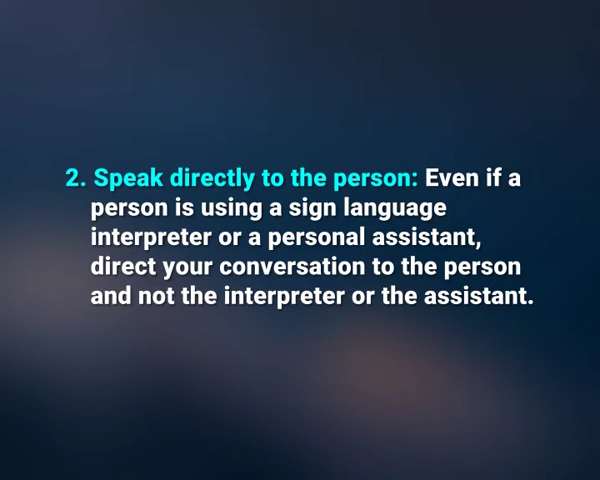 2. Speak directly to the person: Even if a
person is using a sign language
interpreter or a personal assistant,
direct your conversation to the person
and not the interpreter or the assistant.